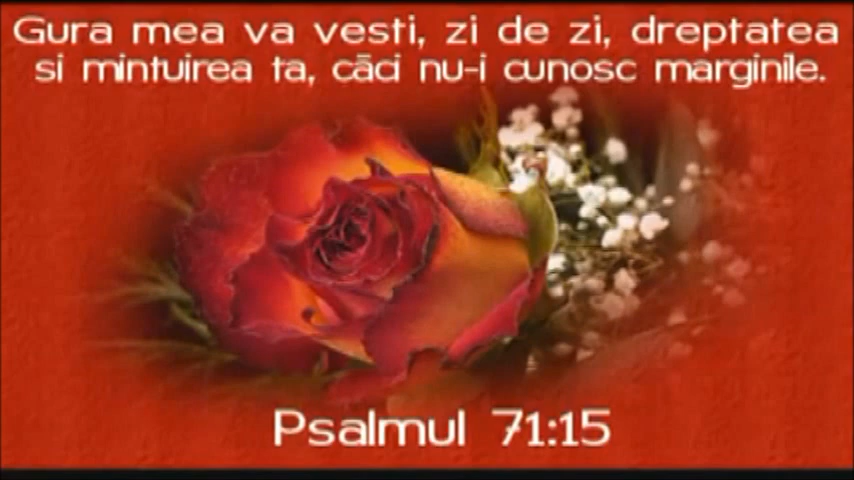 Gura mea va vesti, zi de zi, dreptatea
si mintuirea ta, căci nu-i cunosc marginile.
Psalmul 71:15